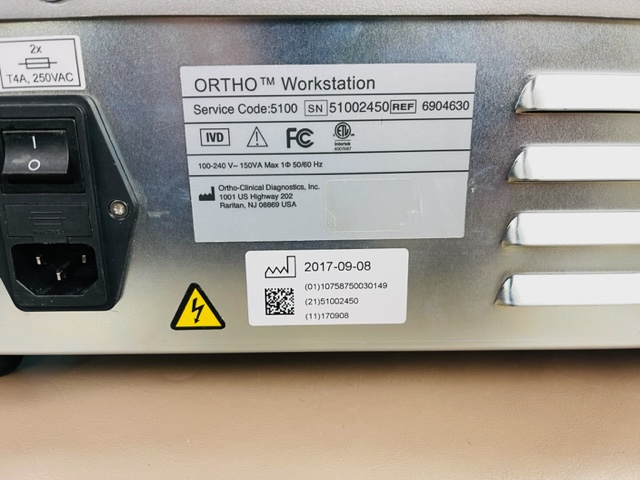 2x
T4A, 250VAC
I
O
ORTHO™ Workstation
Service Code:5100 SN 51002450 REF 6904630
IVD FC Intertek 4007687
100-240 V~ 150VA Max 1Φ 50/60 Hz
Ortho-Clinical Diagnostics, Inc.
1001 US Highway 202
Raritan, NJ 08869 USA
2017-09-08
(01)10758750030149
(21)51002450
(11)170908